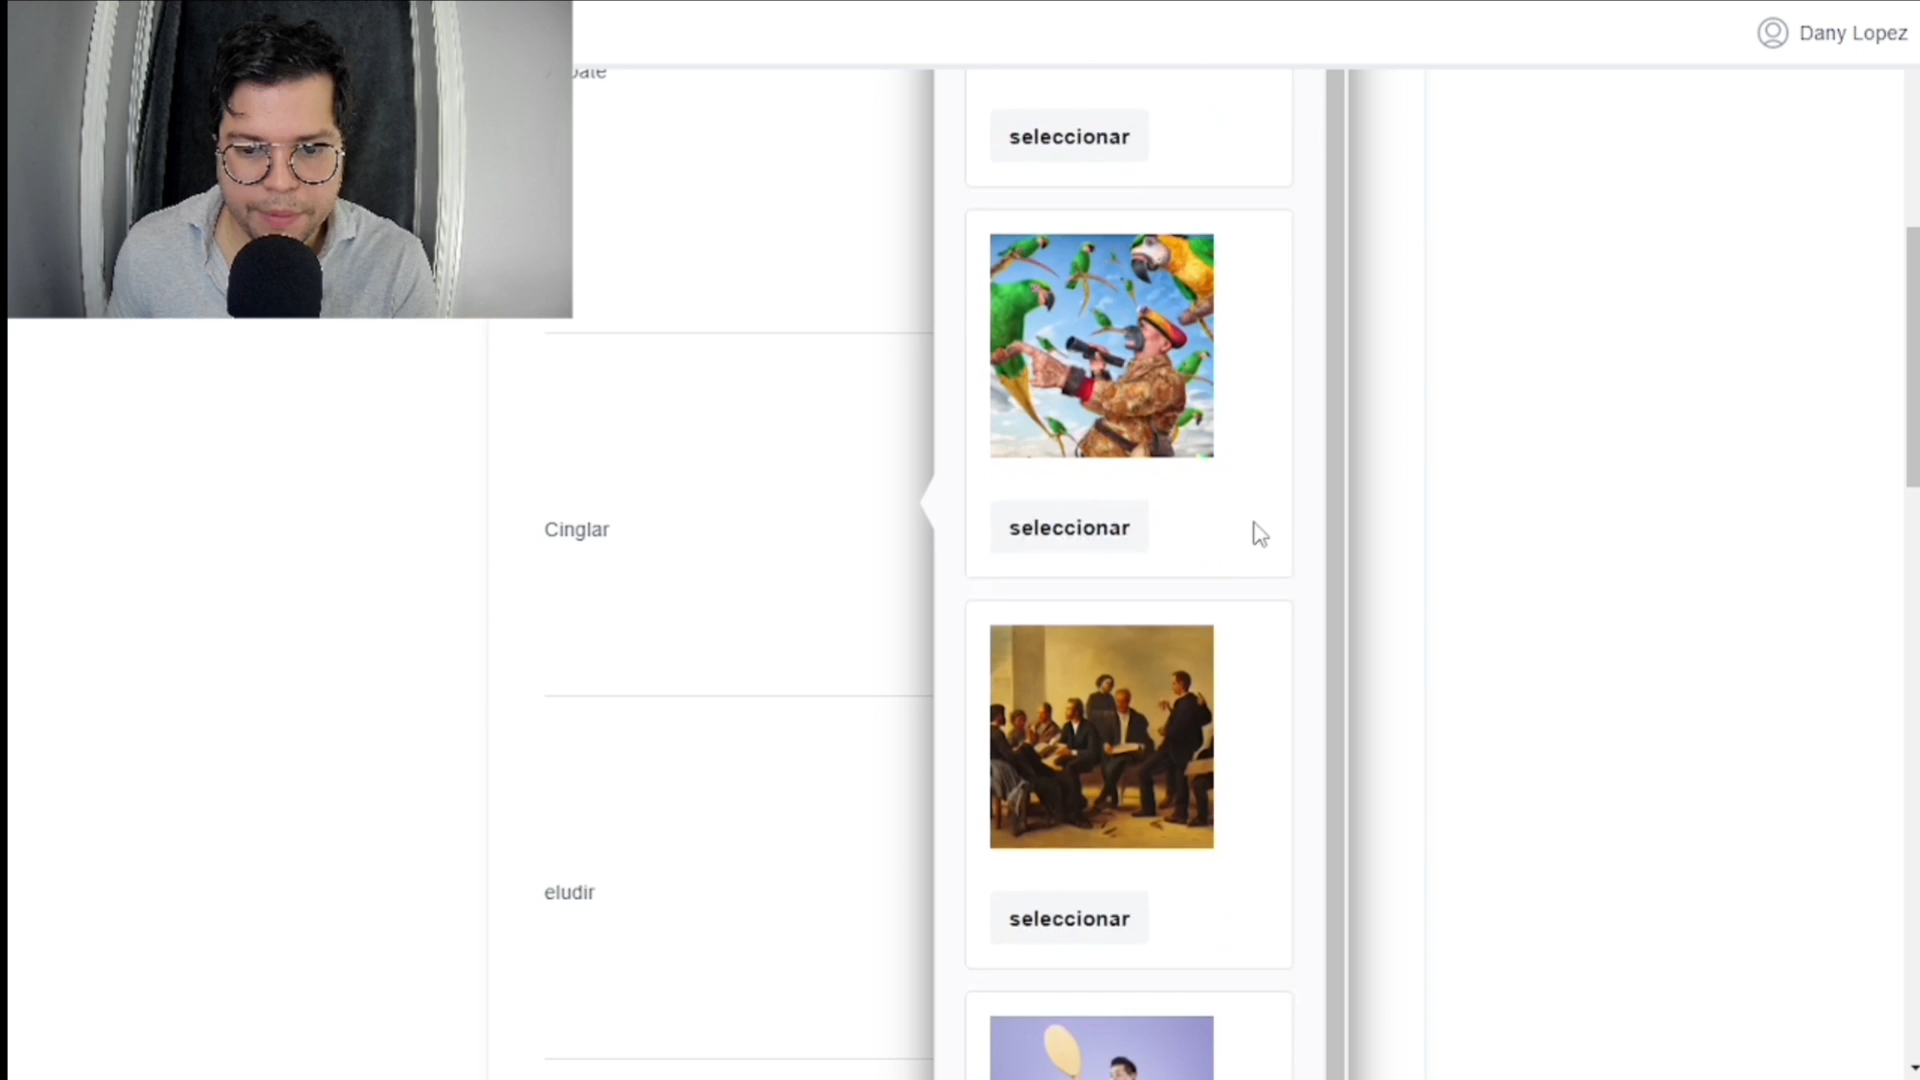 Dany Lopez
seleccionar
seleccionar
Cinglar
seleccionar
eludir